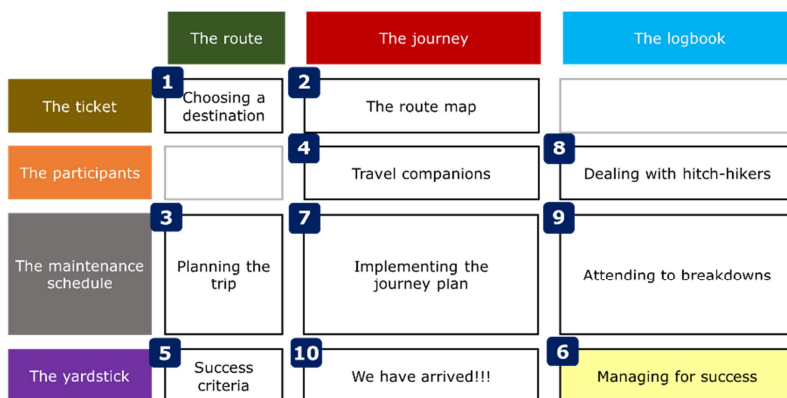 The route
The journey
The logbook
The ticket
1
Choosing a
destination
2
The route map
The participants
4
Travel companions
8
Dealing with hitch-hikers
The maintenance
schedule
3
Planning the
trip
7
Implementing the
journey plan
9
Attending to breakdowns
The yardstick
5
Success
criteria
10
We have arrived!!!
6
Managing for success